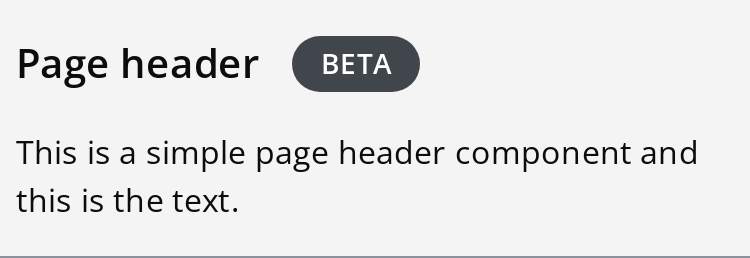 Page header BETA
This is a simple page header component and
this is the text.